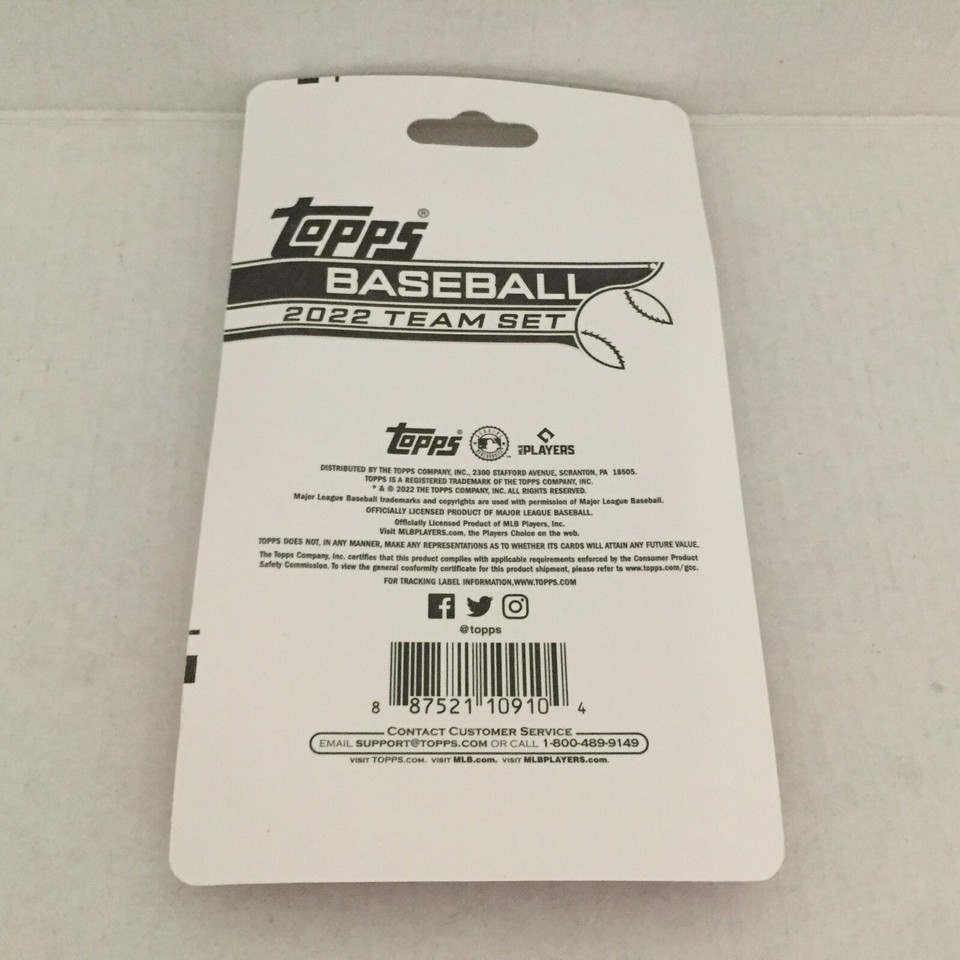 Topps®
BASEBALL
2022 TEAM SET
Topps® MLB PLAYERS
DISTRIBUTED BY THE TOPPS COMPANY, INC., 2300 STAFFORD AVENUE, SCRANTON, PA 18505.
TOPPS IS A REGISTERED TRADEMARK OF THE TOPPS COMPANY, INC.
® & © 2022 THE TOPPS COMPANY, INC. ALL RIGHTS RESERVED.
Major League Baseball trademarks and copyrights are used with permission of Major League Baseball.
OFFICIALLY LICENSED PRODUCT OF MAJOR LEAGUE BASEBALL.
Officially Licensed Product of MLB Players, Inc.
Visit MLBPLAYERS.com, the Players Choice on the web.
TOPPS DOES NOT, IN ANY MANNER, MAKE ANY REPRESENTATIONS AS TO WHETHER ITS CARDS WILL ATTAIN ANY FUTURE VALUE.
The Topps Company, Inc. certifies that this product complies with applicable requirements enforced by the Consumer Product
Safety Commission. To view the general conformity certificate for this product shipment, please refer to www.topps.com/gcc.
FOR TRACKING LABEL INFORMATION,WWW.TOPPS.COM
@topps
8 87521 10910 4
CONTACT CUSTOMER SERVICE
EMAIL SUPPORT@TOPPS.COM OR CALL 1-800-489-9149
VISIT TOPPS.COM. VISIT MLB.com. VISIT MLBPLAYERS.com.